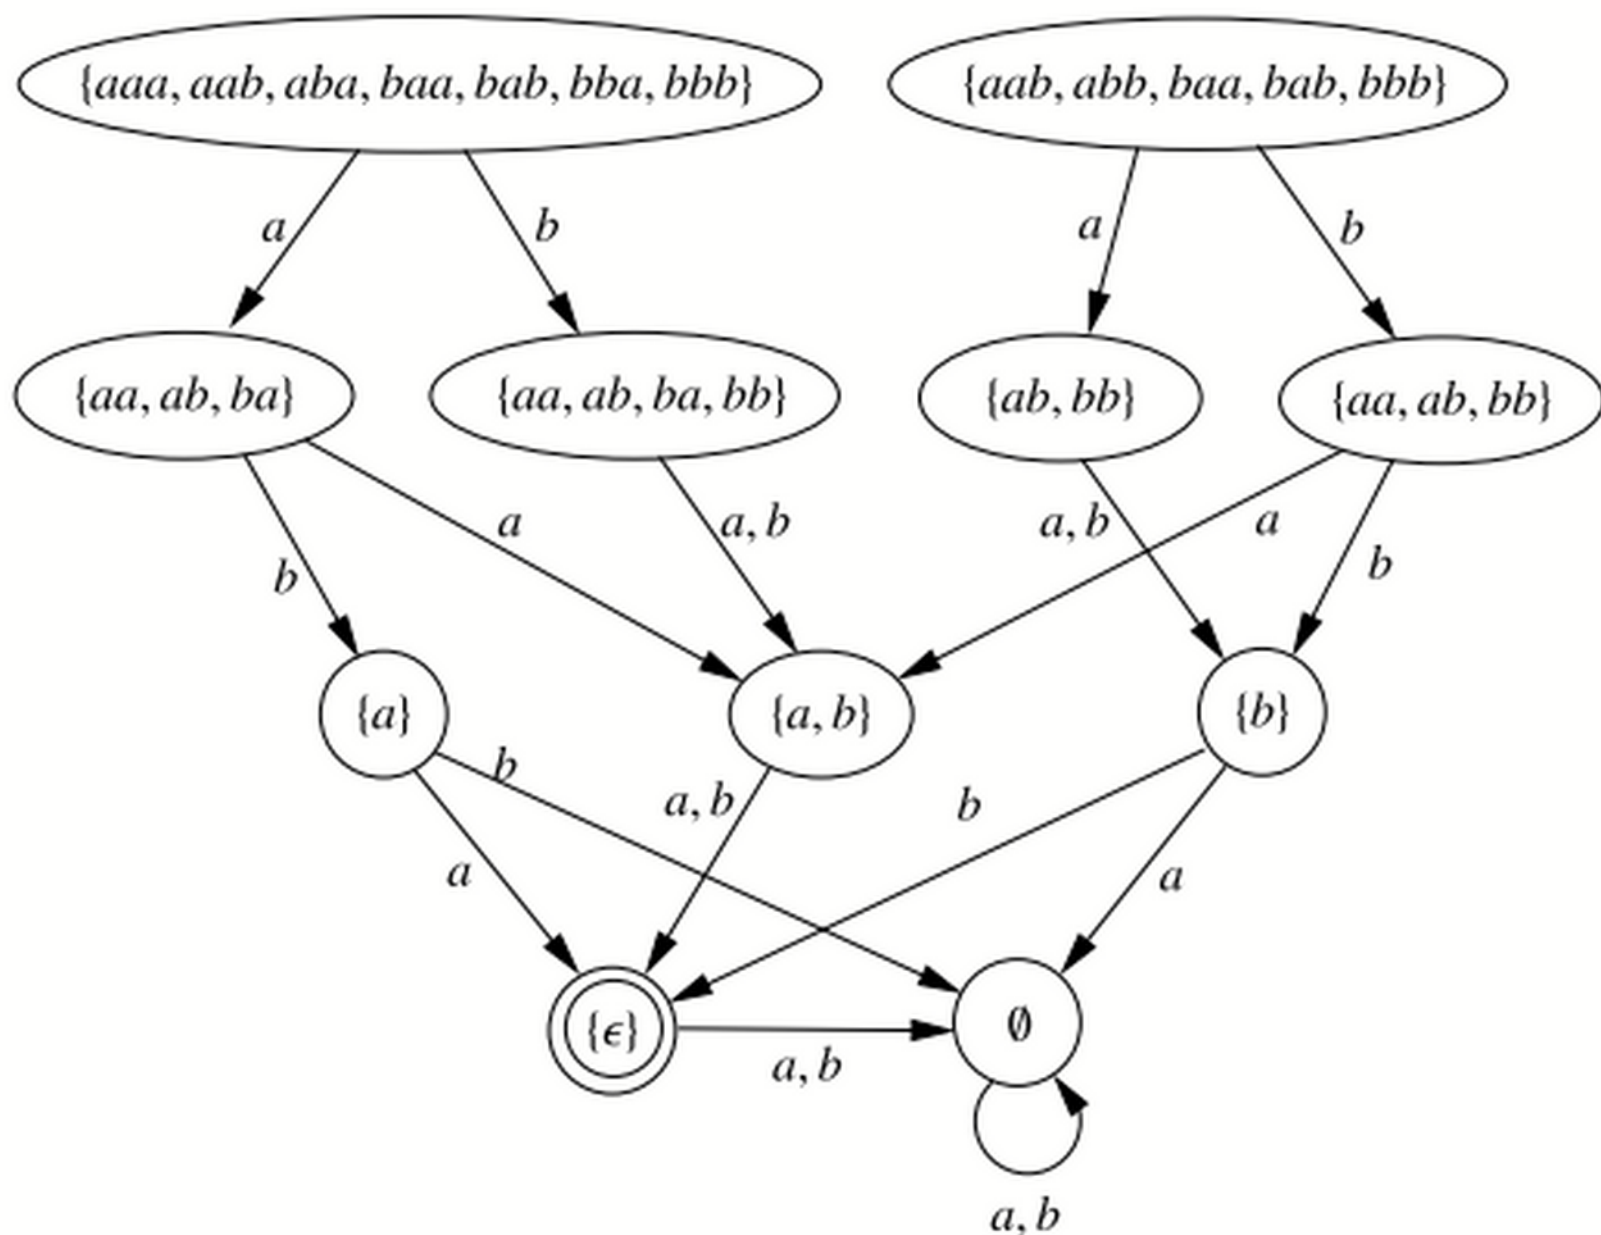 {aaa, aab, aba, baa, bab, bba, bbb}
{aab, abb, baa, bab, bbb}
a
b
a
b
{aa, ab, ba}
{aa, ab, ba, bb}
{ab, bb}
{aa, ab, bb}
a
a, b
a, b
a
b
b
{a}
{a, b}
{b}
b
a, b
b
a
a
{ϵ}
∅
a, b
a, b